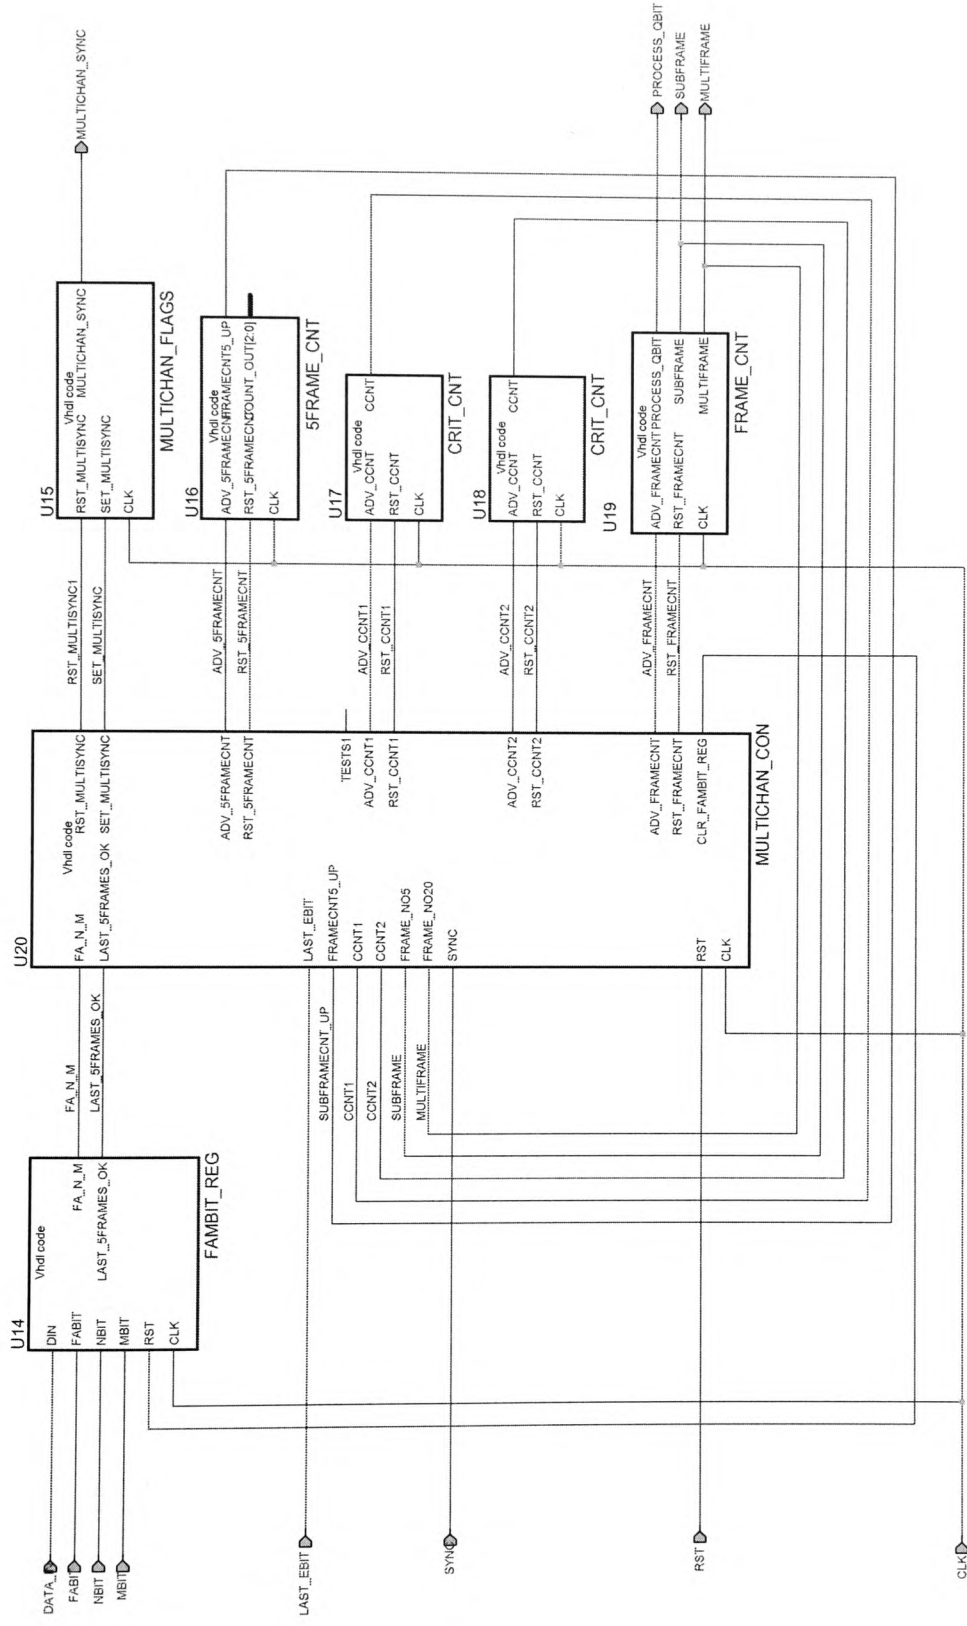 DATA_
FABIT
NBIT
MBIT
LAST_EBIT
SYNC
RST
CLK
U14
Vhdl code
DIN
FABIT
NBIT
MBIT
RST
CLK
FA_N_M
LAST_5FRAMES_OK
FAMBIT_REG
FA_N_M
LAST_5FRAMES_OK
SUBFRAMECNT_UP
CCNT1
CCNT2
SUBFRAME
MULTIFRAME
U20
Vhdl code
FA_N_M
LAST_5FRAMES_OK
LAST_EBIT
FRAMECNT5_UP
CCNT1
CCNT2
FRAME_NO5
FRAME_NO20
SYNC
RST
CLK
RST_MULTISYNC
SET_MULTISYNC
ADV_5FRAMECNT
RST_5FRAMECNT
TESTS1
ADV_CCNT1
RST_CCNT1
ADV_CCNT2
RST_CCNT2
ADV_FRAMECNT
RST_FRAMECNT
CLR_FAMBIT_REG
MULTICHAN_CON
RST_MULTISYNC1
SET_MULTISYNC
ADV_5FRAMECNT
RST_5FRAMECNT
ADV_CCNT1
RST_CCNT1
ADV_CCNT2
RST_CCNT2
ADV_FRAMECNT
RST_FRAMECNT
U15
Vhdl code
RST_MULTISYNC MULTICHAN_SYNC
SET_MULTISYNC
CLK
MULTICHAN_FLAGS
U16
Vhdl code
ADV_5FRAMECNT FRAMECNT5_UP
RST_5FRAMECNT COUNT_OUT[2:0]
CLK
5FRAME_CNT
U17
Vhdl code
ADV_CCNT CCNT
RST_CCNT
CLK
CRIT_CNT
U18
Vhdl code
ADV_CCNT CCNT
RST_CCNT
CLK
CRIT_CNT
U19
Vhdl code
ADV_FRAMECNT PROCESS_QBIT
RST_FRAMECNT SUBFRAME
CLK MULTIFRAME
FRAME_CNT
MULTICHAN_SYNC
PROCESS_QBIT
SUBFRAME
MULTIFRAME